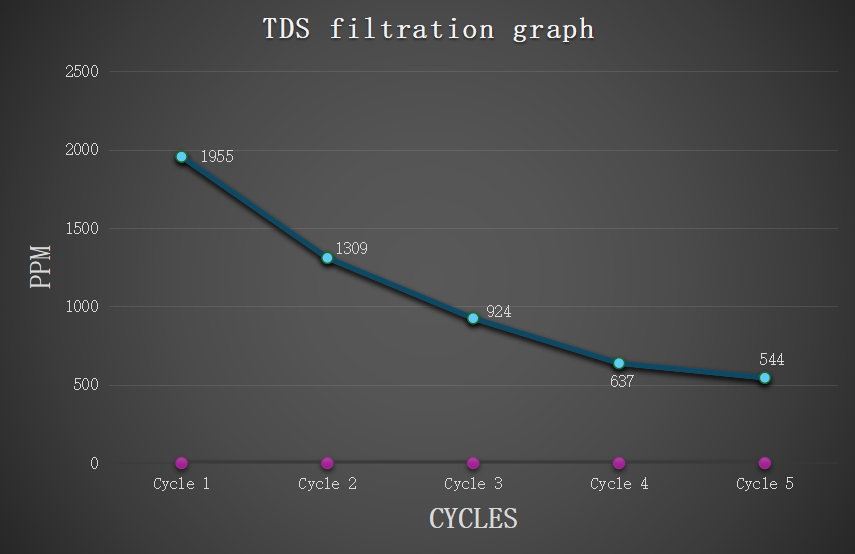 TDS filtration graph
2500
2000
1500
1000
500
0
PPM
1955
1309
924
637
544
Cycle 1
Cycle 2
Cycle 3
Cycle 4
Cycle 5
CYCLES